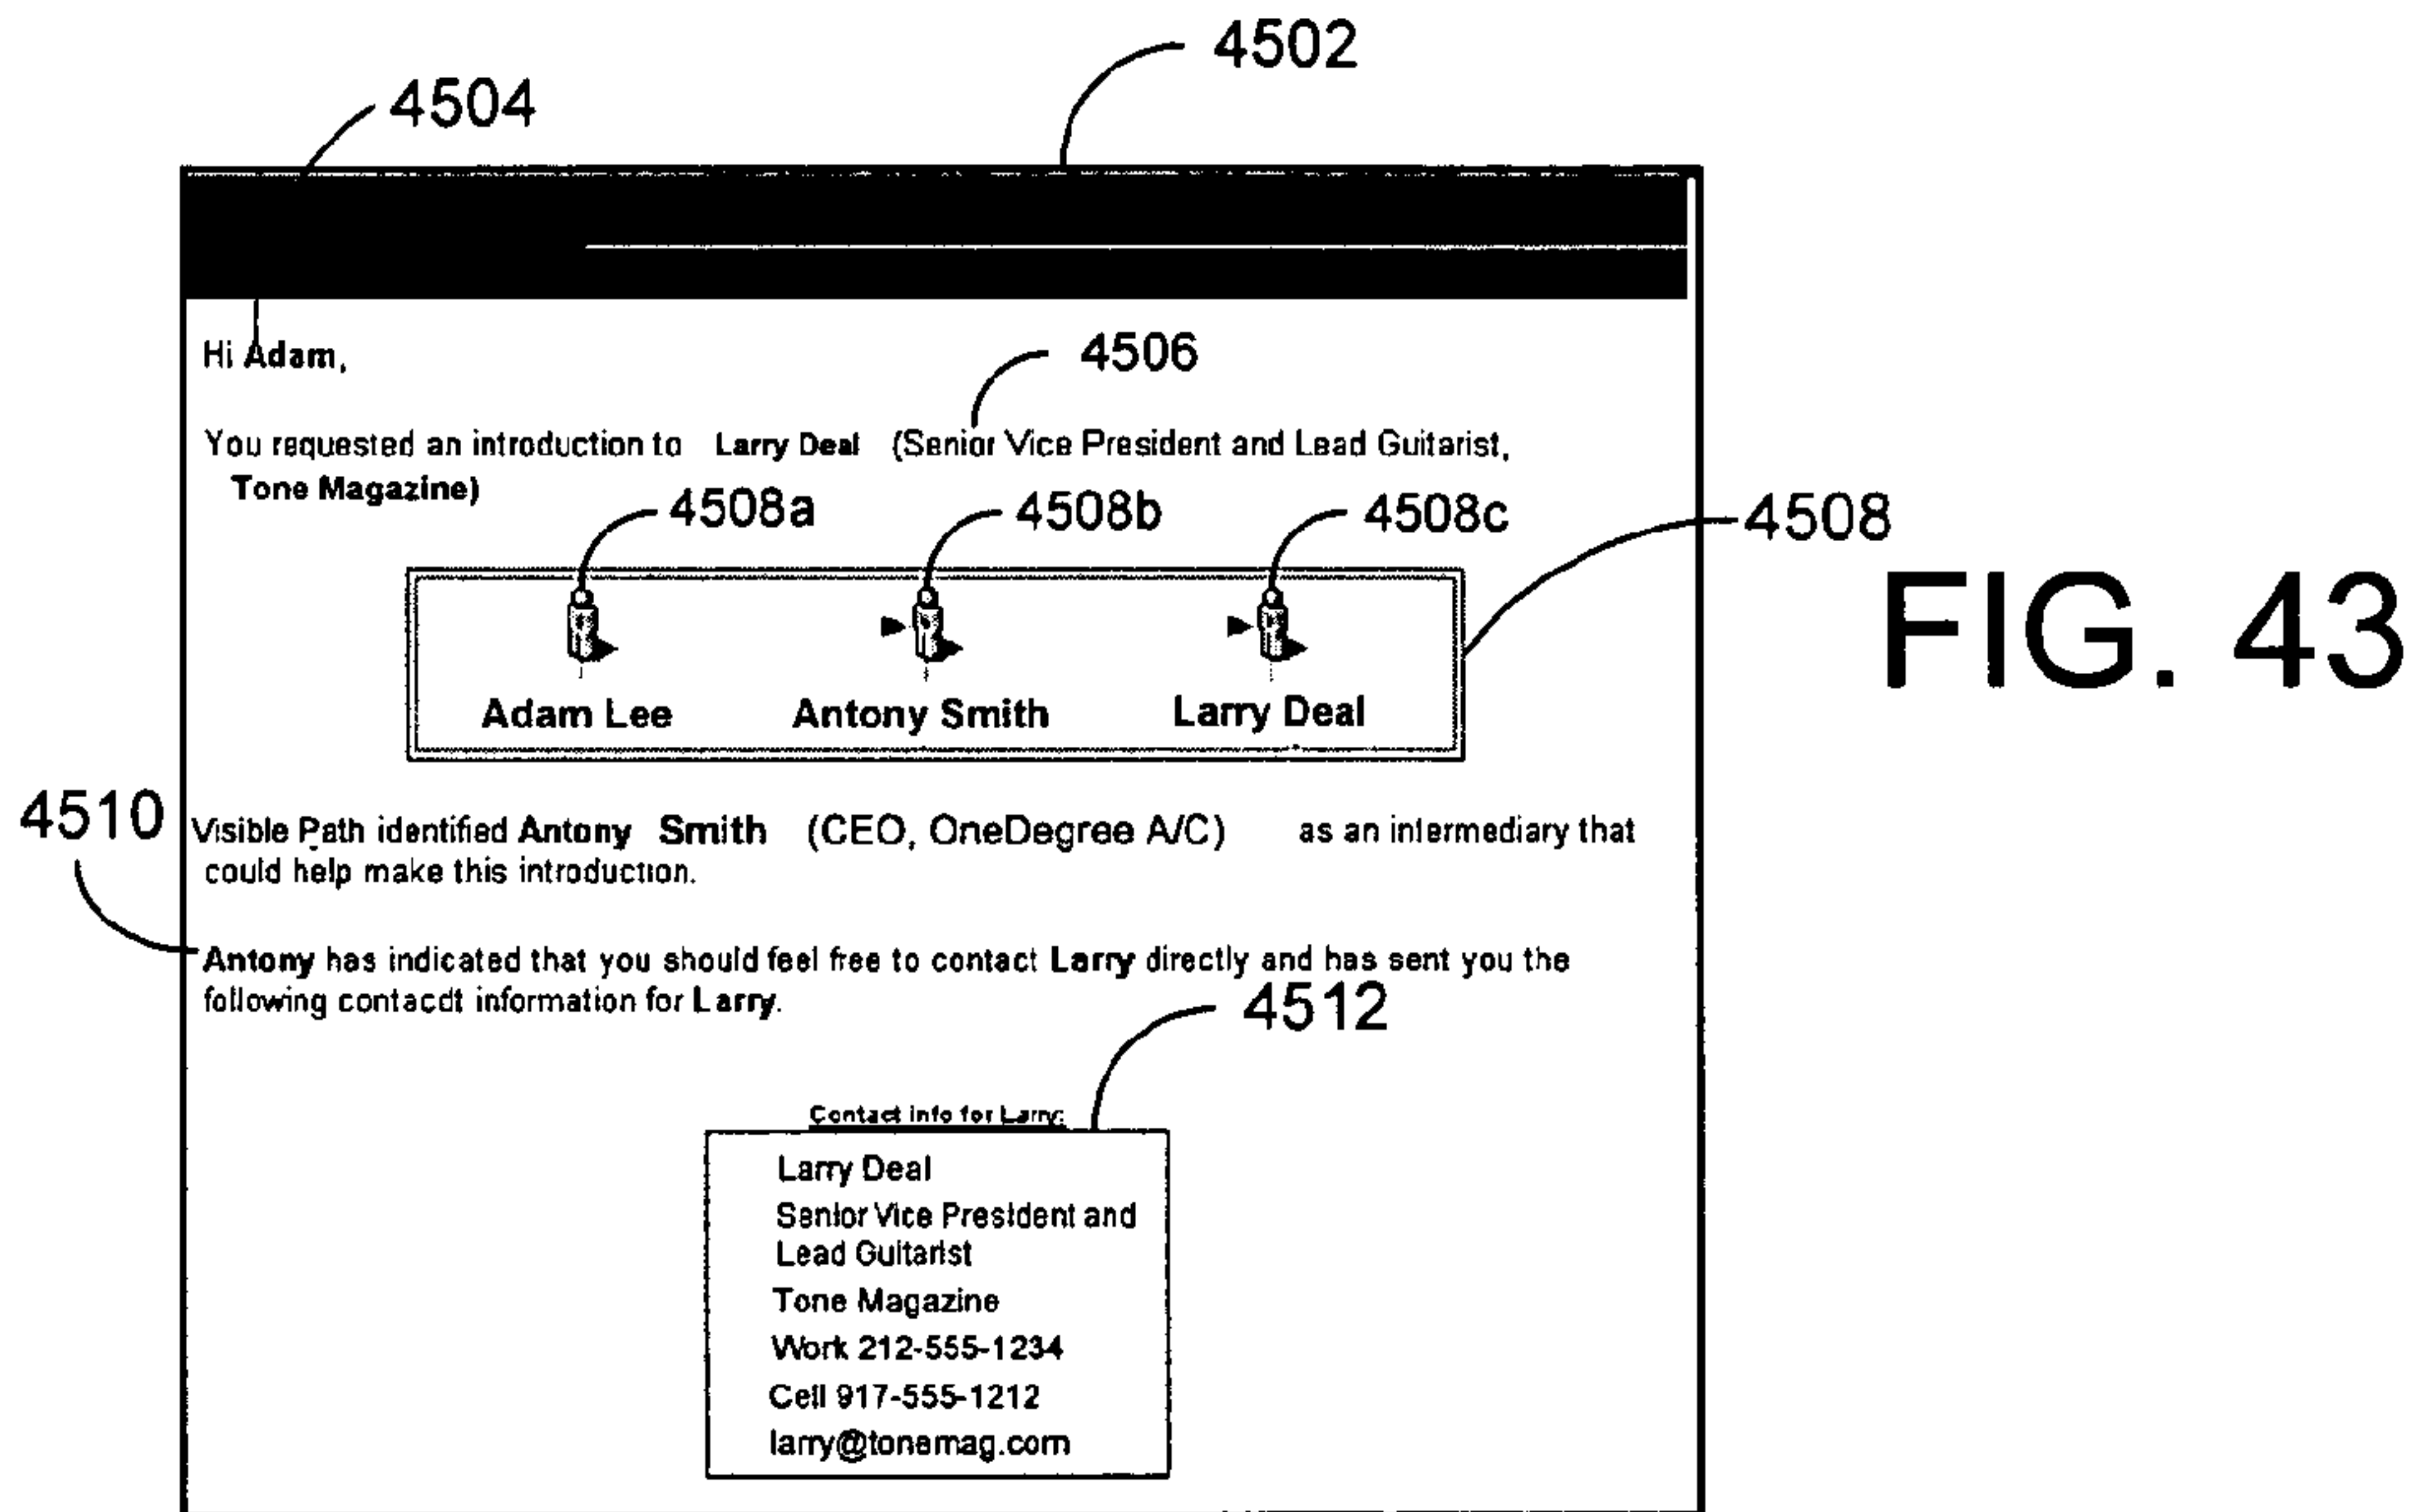 4502
4504
Hi Adam,
4506
You requested an introduction to Larry Deal (Senior Vice President and Lead Guitarist,
Tone Magazine)
4508a 4508b 4508c 4508
FIG. 43
Adam Lee Antony Smith Larry Deal
4510
Visible Path identified Antony Smith (CEO, OneDegree A/C) as an intermediary that
could help make this introduction.
Antony has indicated that you should feel free to contact Larry directly and has sent you the
following contacdt information for Larry.
4512
Contact info for Larry:
Larry Deal
Senior Vice President and
Lead Guitarist
Tone Magazine
Work 212-555-1234
Cell 917-555-1212
larry@tonemag.com